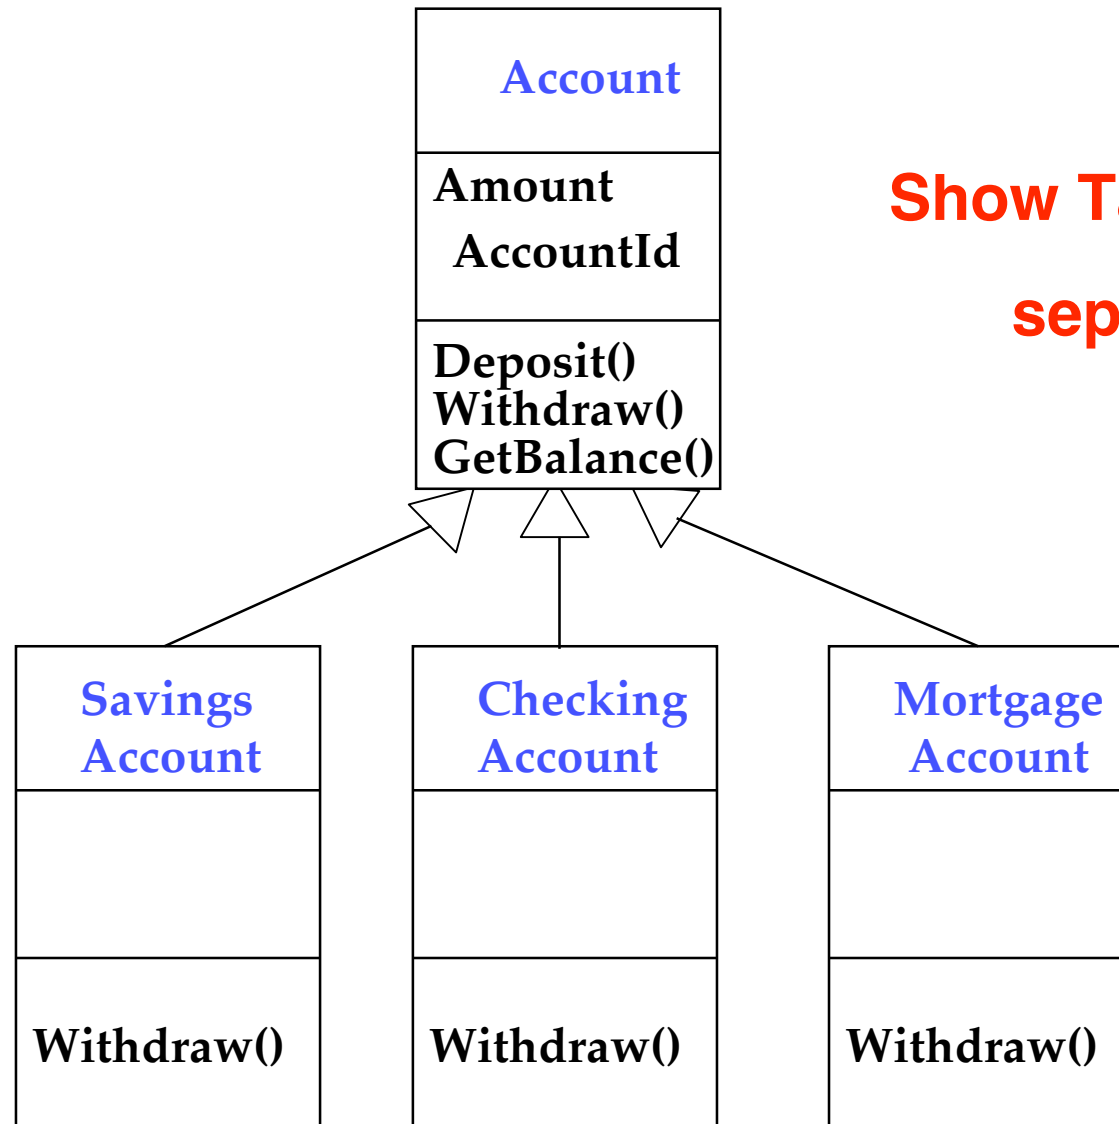 Account
Amount
AccountId
Show
sep
Deposit()
Withdraw()
GetBalance()
Savings
Account
Checking
Account
Mortgage
Account
Withdraw()
Withdraw()
Withdraw()